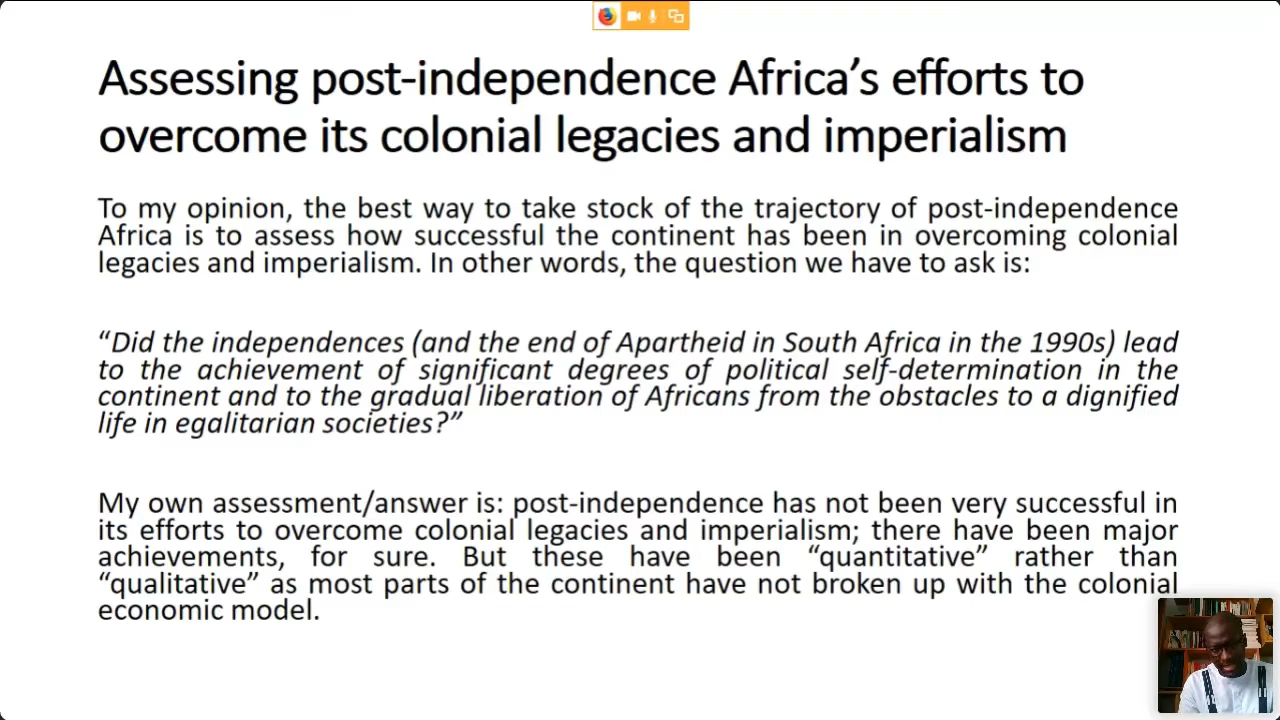 Assessing post-independence Africa’s efforts to
overcome its colonial legacies and imperialism
To my opinion, the best way to take stock of the trajectory of post-independence
Africa is to assess how successful the continent has been in overcoming colonial
legacies and imperialism. In other words, the question we have to ask is:
“Did the independences (and the end of Apartheid in South Africa in the 1990s) lead
to the achievement of significant degrees of political self-determination in the
continent and to the gradual liberation of Africans from the obstacles to a dignified
life in egalitarian societies?”
My own assessment/answer is: post-independence has not been very successful in
its efforts to overcome colonial legacies and imperialism; there have been major
achievements, for sure. But these have been “quantitative” rather than
“qualitative” as most parts of the continent have not broken up with the colonial
economic model.